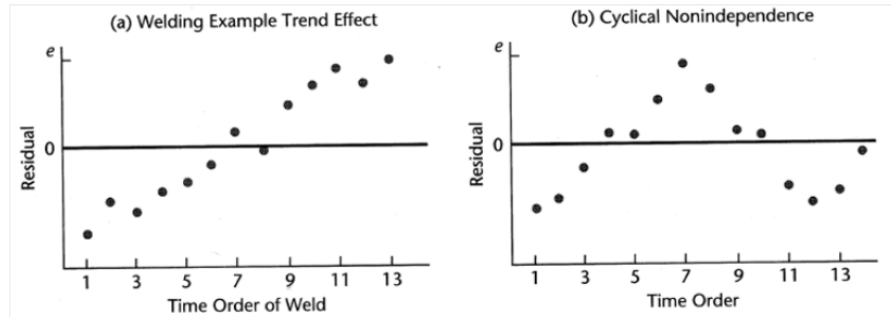 (a) Welding Example Trend Effect
e
0
Residual
1 3 5 7 9 11 13
Time Order of Weld
(b) Cyclical Nonindependence
e
0
Residual
1 3 5 7 9 11 13
Time Order